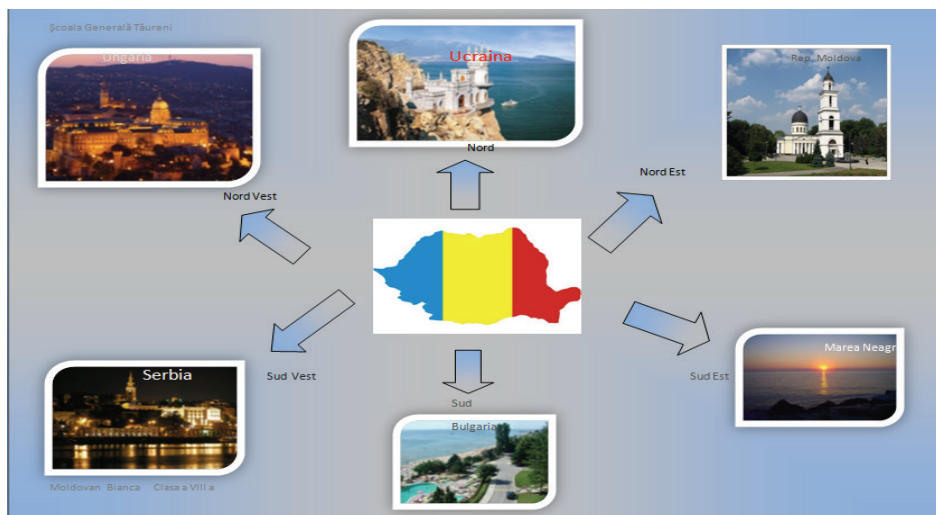 Școala Generală Tăureni
Ungaria
Ucraina
Rep. Moldova
Nord
Nord Est
Nord Vest
Sud Vest
Sud Est
Marea Neagr
Serbia
Sud
Bulgaria
Moldovan Bianca Clasa a VIII a